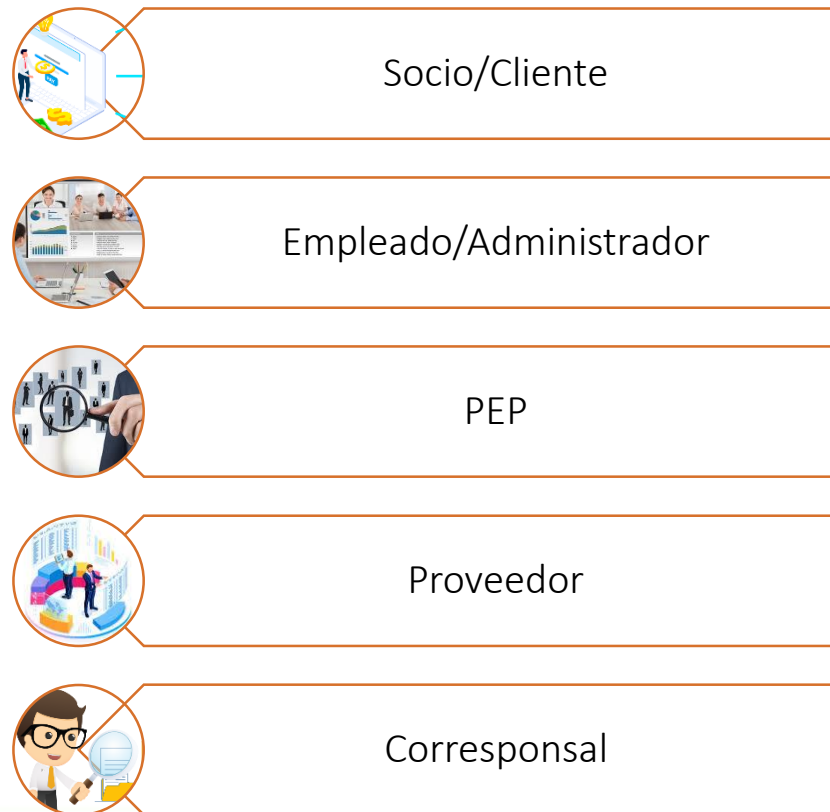 Socio/Cliente
Empleado/Administrador
PEP
Proveedor
Corresponsal